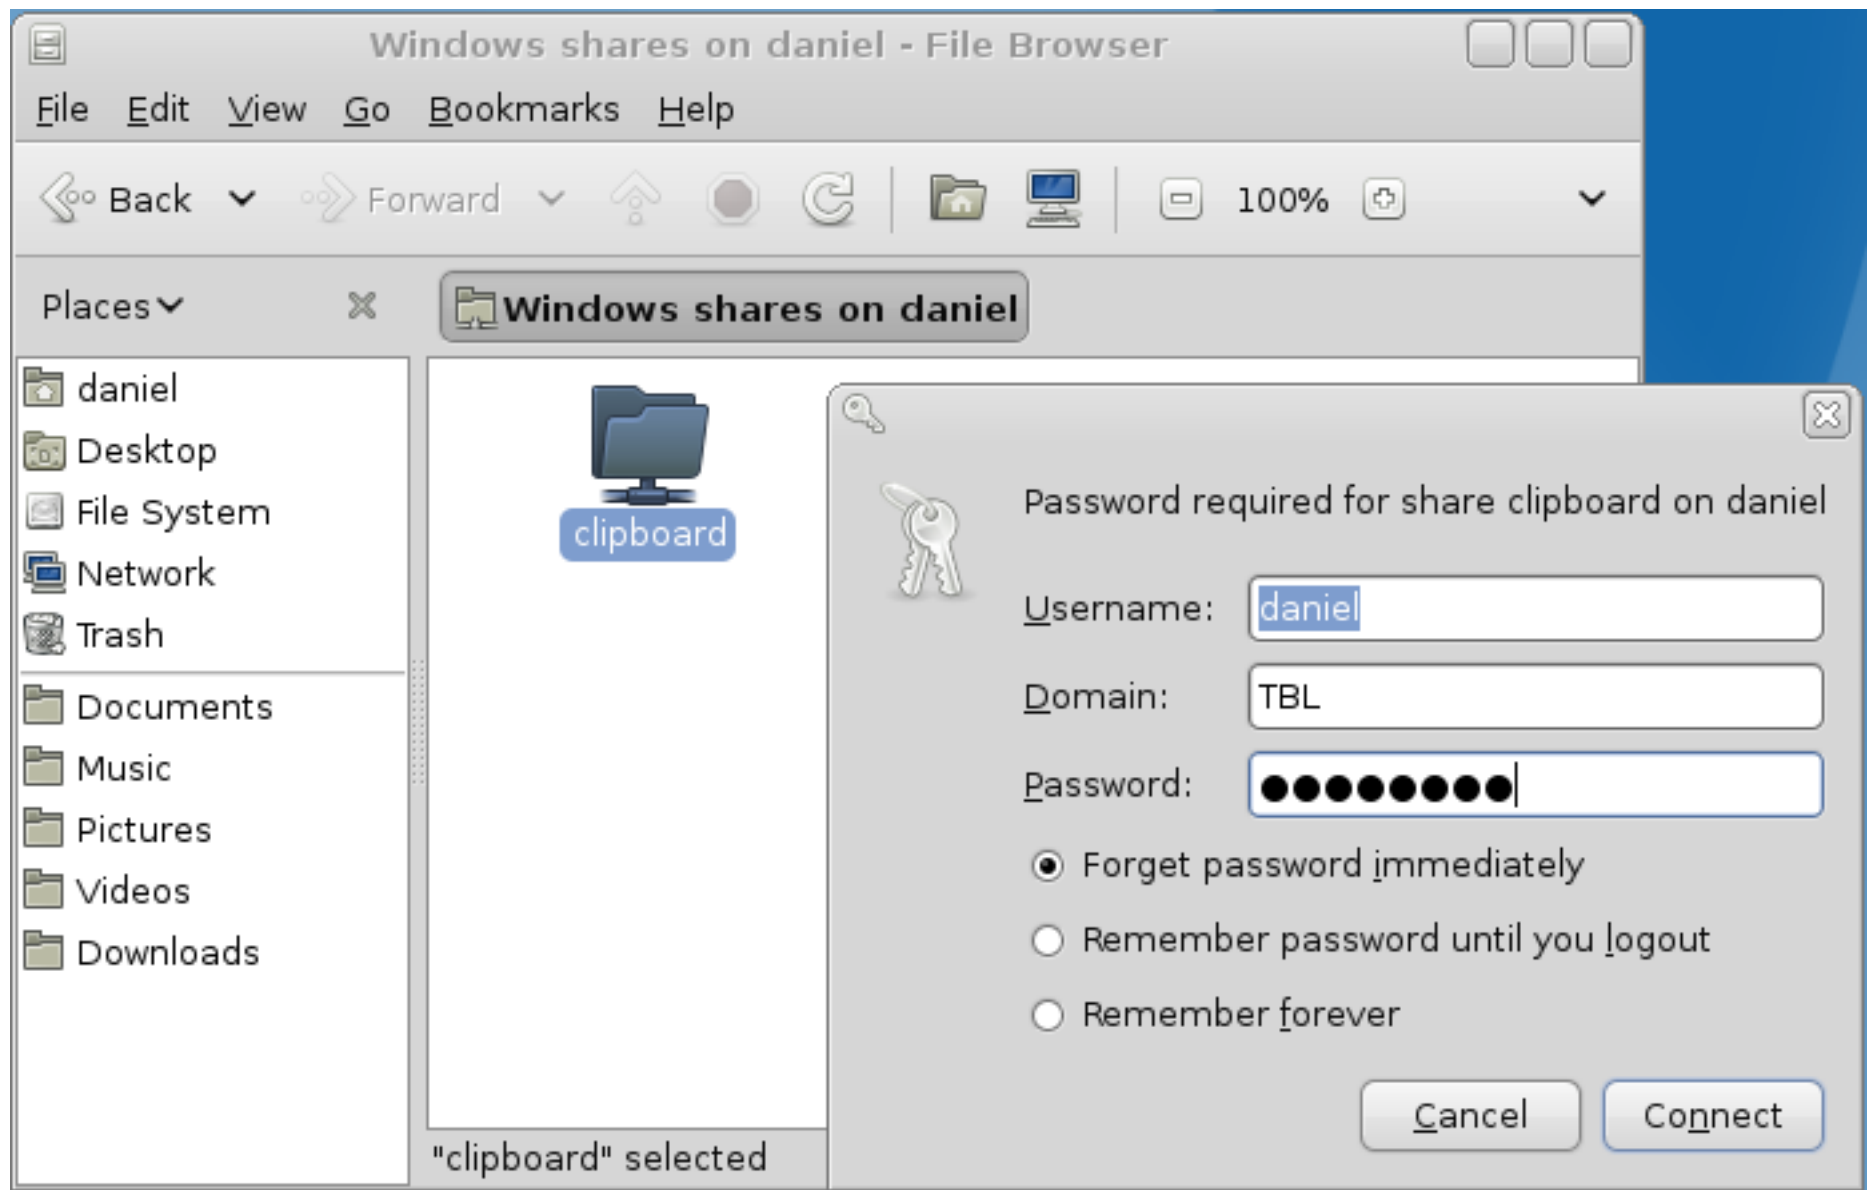 Windows shares on daniel - File Browser
File Edit View Go Bookmarks Help
Back Forward 100%
Places
Windows shares on daniel
daniel
Desktop
File System
Network
Trash
Documents
Music
Pictures
Videos
Downloads
clipboard
"clipboard" selected
Password required for share clipboard on daniel
Username: daniel
Domain: TBL
Password: ●●●●●●●●
Forget password immediately
Remember password until you logout
Remember forever
Cancel Connect